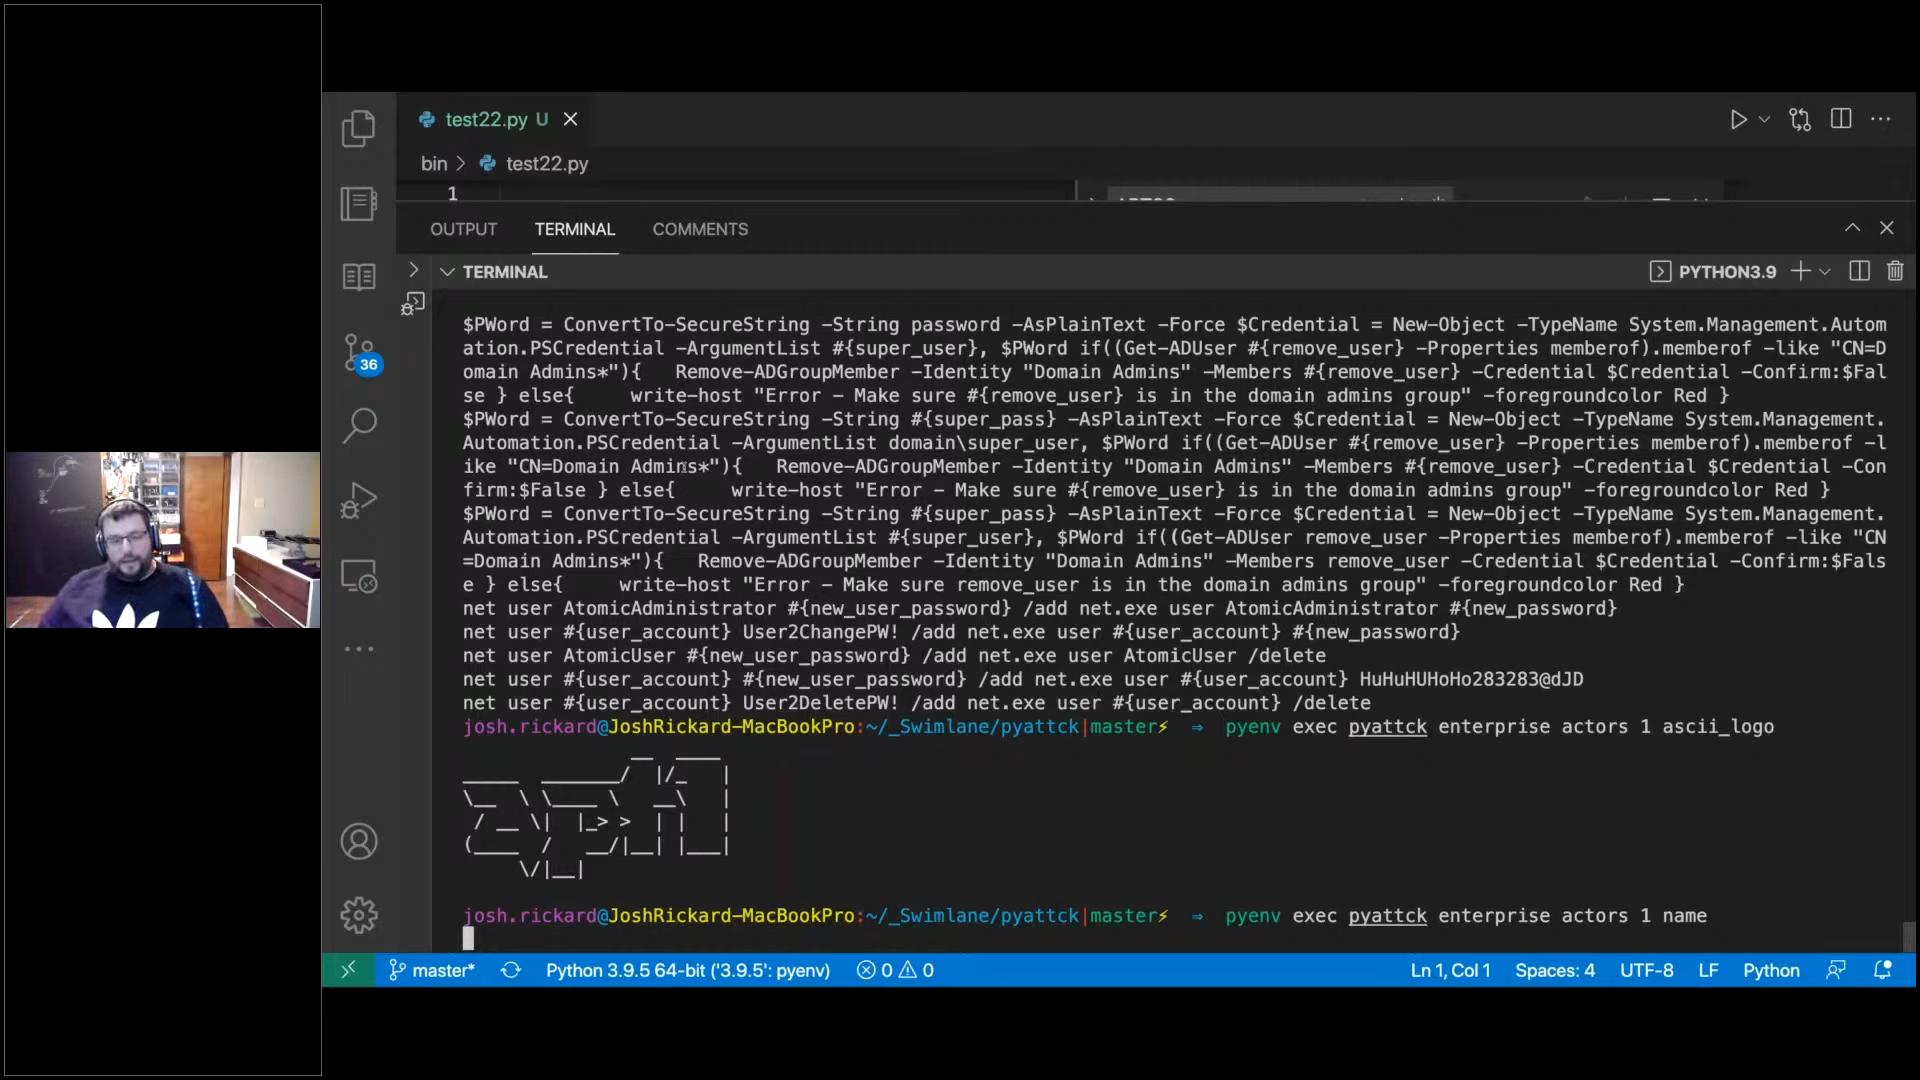 test22.py U
bin > test22.py
1
OUTPUT TERMINAL COMMENTS
TERMINAL
PYTHON3.9
$PWord = ConvertTo-SecureString -String password -AsPlainText -Force $Credential = New-Object -TypeName System.Management.Autom
ation.PSCredential -ArgumentList #{super_user}, $PWord if((Get-ADUser #{remove_user} -Properties memberof).memberof -like "CN=D
omain Admins*"){   Remove-ADGroupMember -Identity "Domain Admins" -Members #{remove_user} -Credential $Credential -Confirm:$Fal
se } else{     write-host "Error - Make sure #{remove_user} is in the domain admins group" -foregroundcolor Red }
$PWord = ConvertTo-SecureString -String #{super_pass} -AsPlainText -Force $Credential = New-Object -TypeName System.Management.
Automation.PSCredential -ArgumentList domain\super_user, $PWord if((Get-ADUser #{remove_user} -Properties memberof).memberof -l
ike "CN=Domain Admins*"){   Remove-ADGroupMember -Identity "Domain Admins" -Members #{remove_user} -Credential $Credential -Con
firm:$False } else{     write-host "Error - Make sure #{remove_user} is in the domain admins group" -foregroundcolor Red }
$PWord = ConvertTo-SecureString -String #{super_pass} -AsPlainText -Force $Credential = New-Object -TypeName System.Management.
Automation.PSCredential -ArgumentList #{super_user}, $PWord if((Get-ADUser remove_user -Properties memberof).memberof -like "CN
=Domain Admins*"){   Remove-ADGroupMember -Identity "Domain Admins" -Members remove_user -Credential $Credential -Confirm:$Fals
e } else{     write-host "Error - Make sure remove_user is in the domain admins group" -foregroundcolor Red }
net user AtomicAdministrator #{new_user_password} /add net.exe user AtomicAdministrator #{new_password}
net user #{user_account} User2ChangePW! /add net.exe user #{user_account} #{new_password}
net user AtomicUser #{new_user_password} /add net.exe user AtomicUser /delete
net user #{user_account} #{new_user_password} /add net.exe user #{user_account} HuHuHUHoHo283283@dJD
net user #{user_account} User2DeletePW! /add net.exe user #{user_account} /delete
josh.rickard@JoshRickard-MacBookPro:~/_Swimlane/pyattck|master⚡ ⇒ pyenv exec pyattck enterprise actors 1 ascii_logo
               __  ____
_____  _______/  |/_   |
\__  \ \____ \   __\   |
 / __ \|  |_> >  | |   |
(____  /   __/|__| |___|
     \/|__|
josh.rickard@JoshRickard-MacBookPro:~/_Swimlane/pyattck|master⚡ ⇒ pyenv exec pyattck enterprise actors 1 name
36
master* Python 3.9.5 64-bit ('3.9.5': pyenv) 0 0 Ln 1, Col 1 Spaces: 4 UTF-8 LF Python